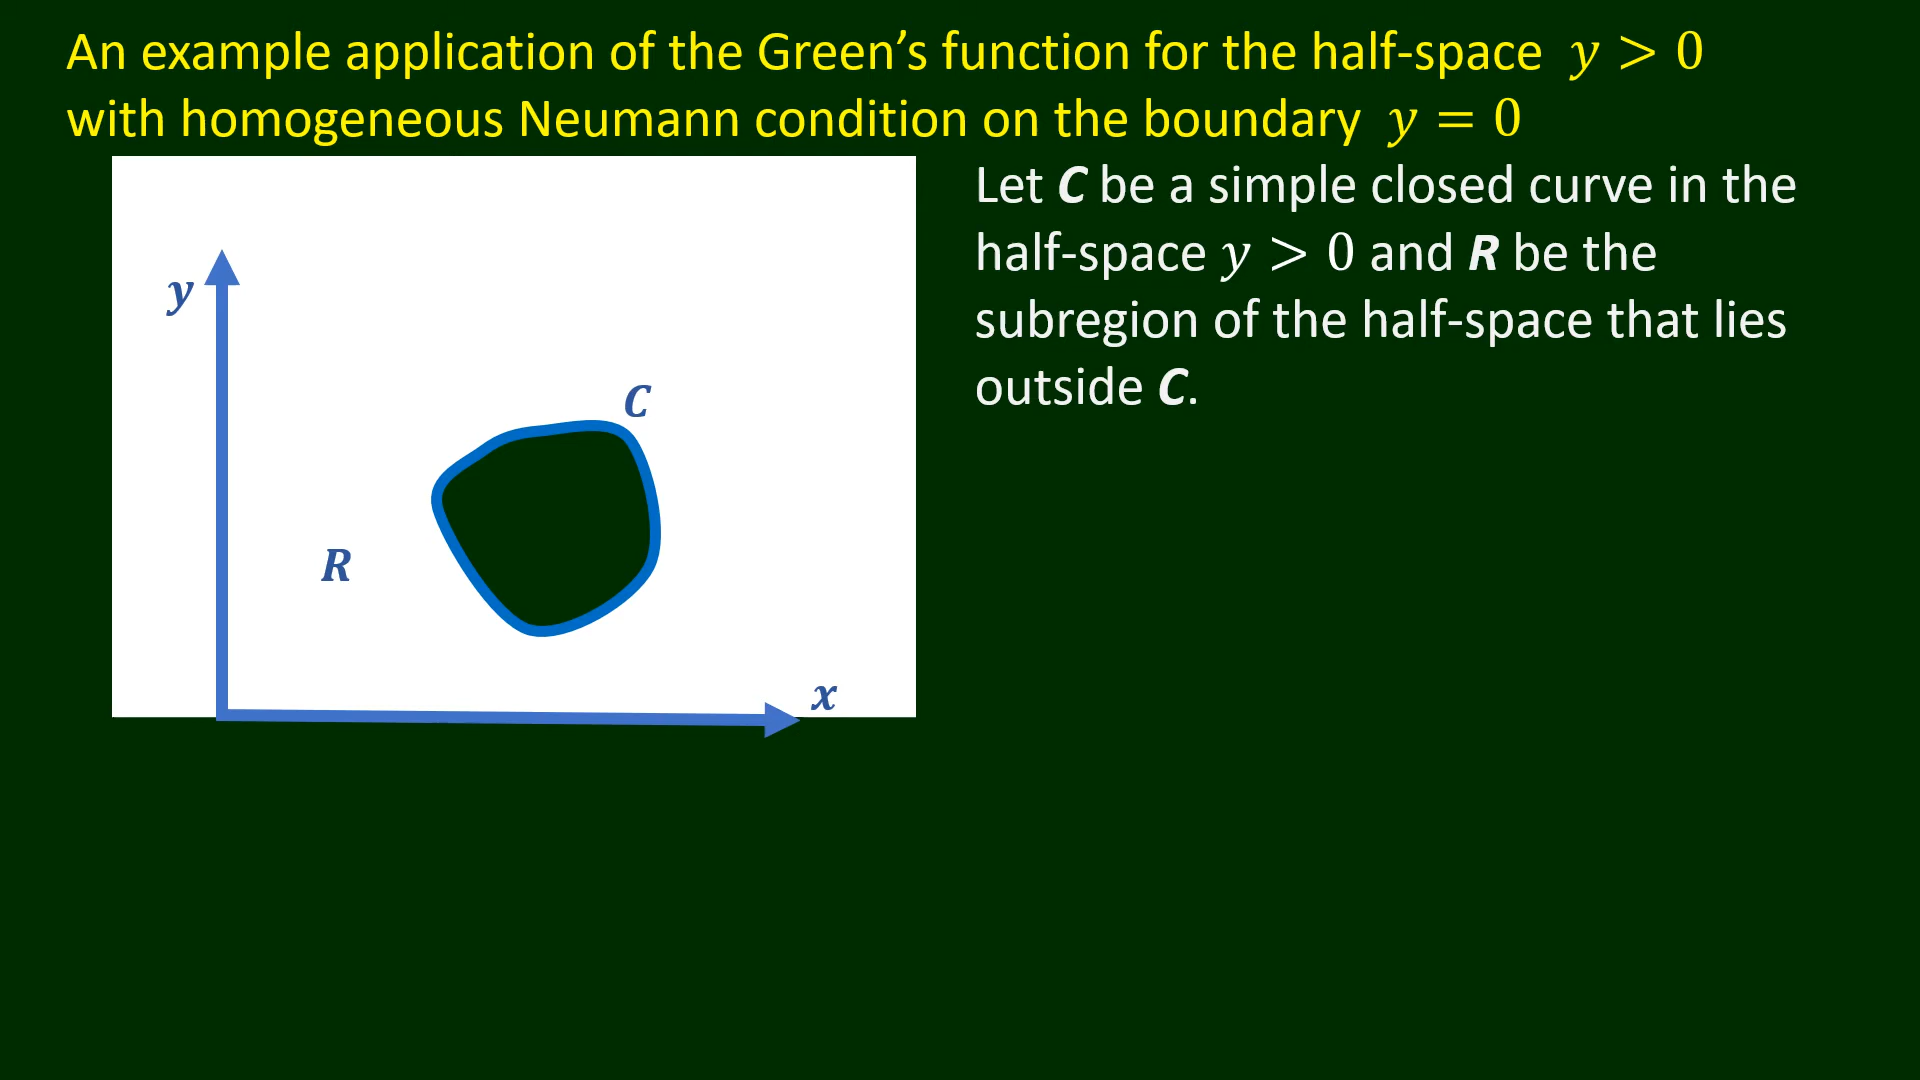 An example application of the Green’s function for the half-space y > 0
with homogeneous Neumann condition on the boundary y = 0
Let C be a simple closed curve in the
half-space y > 0 and R be the
subregion of the half-space that lies
outside C.
y
C
R
x